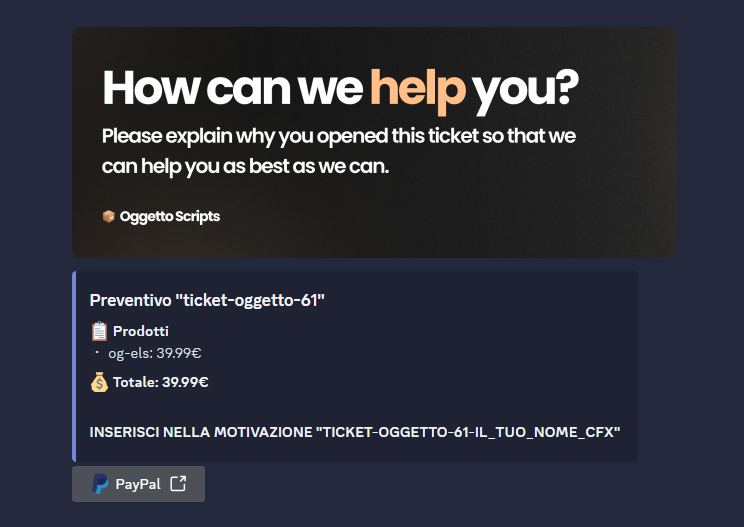 How can we help you?
Please explain why you opened this ticket so that we
can help you as best as we can.
Oggetto Scripts
Preventivo "ticket-oggetto-61"
Prodotti
· og-els: 39.99€
Totale: 39.99€
INSERISCI NELLA MOTIVAZIONE "TICKET-OGGETTO-61-IL_TUO_NOME_CFX"
PayPal